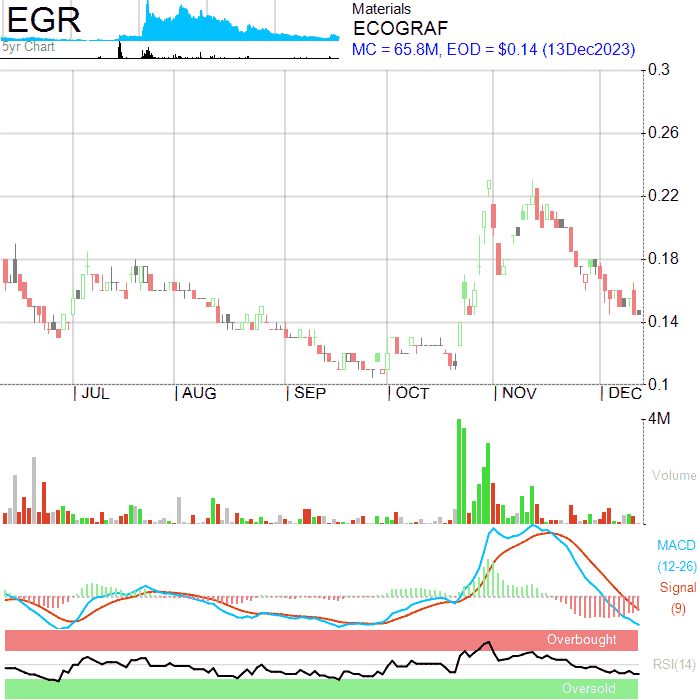 EGR
5yr Chart
Materials
ECOGRAF
MC = 65.8M, EOD = $0.14 (13Dec2023)
0.3
0.26
0.22
0.18
0.14
0.1
JUL
AUG
SEP
OCT
NOV
DEC
4M
Volume
MACD
(12-26)
Signal
(9)
Overbought
RSI(14)
Oversold